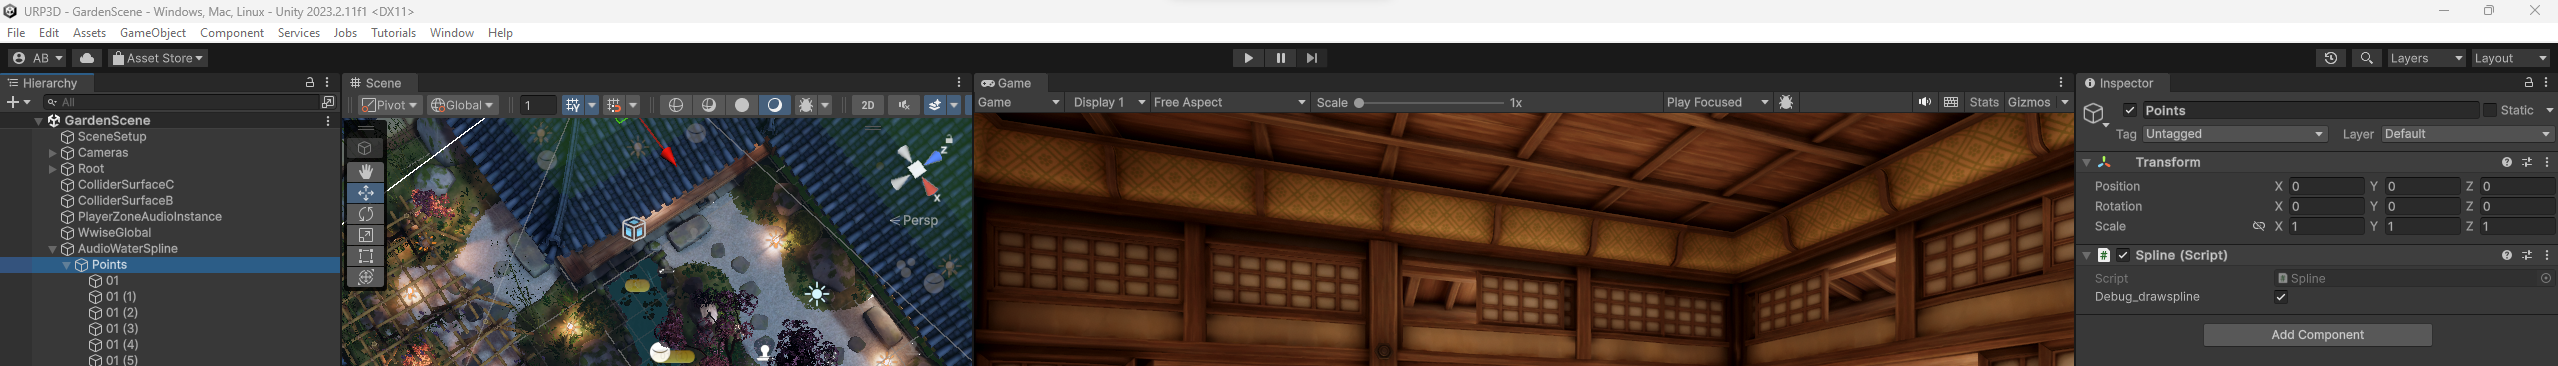 URP3D - GardenScene - Windows, Mac, Linux - Unity 2023.2.11f1 <DX11>
File Edit Assets GameObject Component Services Jobs Tutorials Window Help
AB Asset Store Layers Layout
Hierarchy
All
GardenScene
SceneSetup
Cameras
Root
ColliderSurfaceC
ColliderSurfaceB
PlayerZoneAudioInstance
WwiseGlobal
AudioWaterSpline
Points
01
01 (1)
01 (2)
01 (3)
01 (4)
01 (5)
Scene
Pivot Global 1 2D
z
x
Persp
Game
Game Display 1 Free Aspect Scale 1x Play Focused Stats Gizmos
Inspector
Points Static
Tag Untagged Layer Default
Transform
Position X 0 Y 0 Z 0
Rotation X 0 Y 0 Z 0
Scale X 1 Y 1 Z 1
# Spline (Script)
Script Spline
Debug_drawspline
Add Component